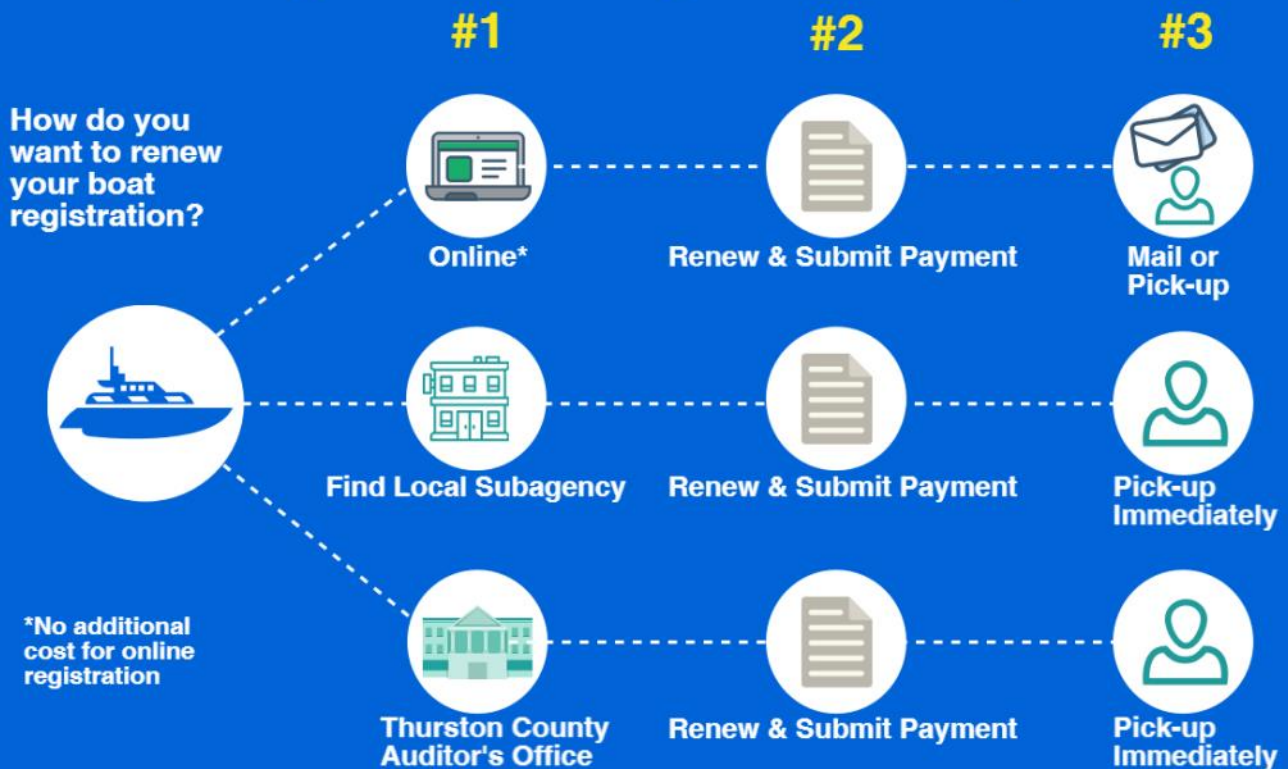 #1
#2
#3
How do you
want to renew
your boat
registration?
Online*
Renew & Submit Payment
Mail or
Pick-up
Find Local Subagency
Renew & Submit Payment
Pick-up
Immediately
*No additional
cost for online
registration
Thurston County
Auditor's Office
Renew & Submit Payment
Pick-up
Immediately